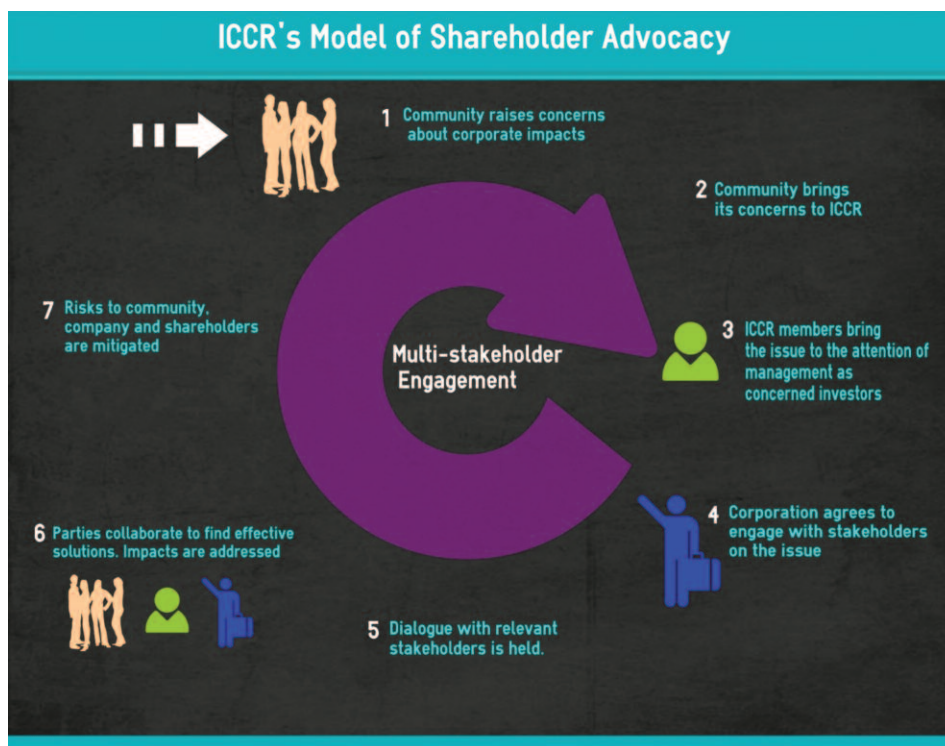 ICCR's Model of Shareholder Advocacy
1 Community raises concerns
about corporate impacts
2 Community brings
its concerns to ICCR
3 ICCR members bring
the issue to the attention of
management as
concerned investors
4 Corporation agrees to
engage with stakeholders
on the issue
5 Dialogue with relevant
stakeholders is held.
6 Parties collaborate to find effective
solutions. Impacts are addressed
7 Risks to community,
company and shareholders
are mitigated
Multi-stakeholder
Engagement